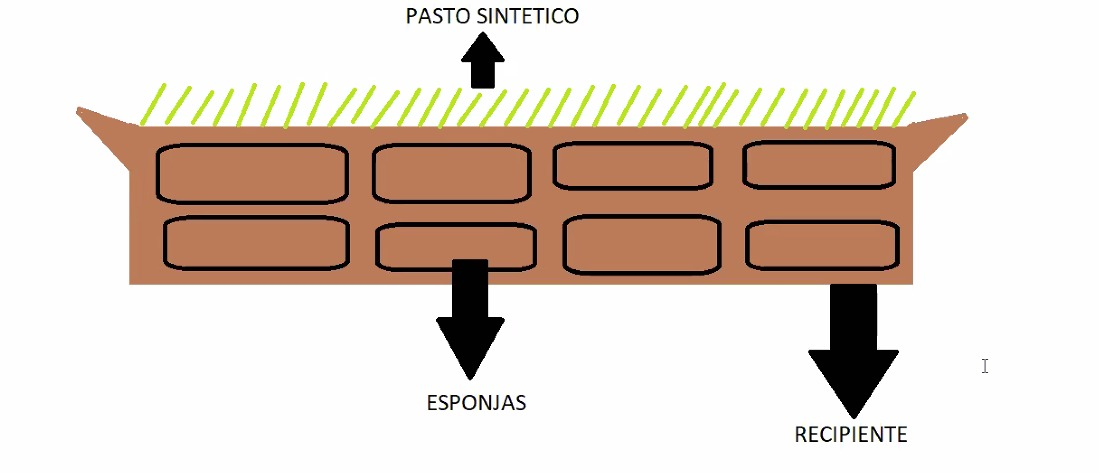 PASTO SINTETICO
ESPONJAS
RECIPIENTE